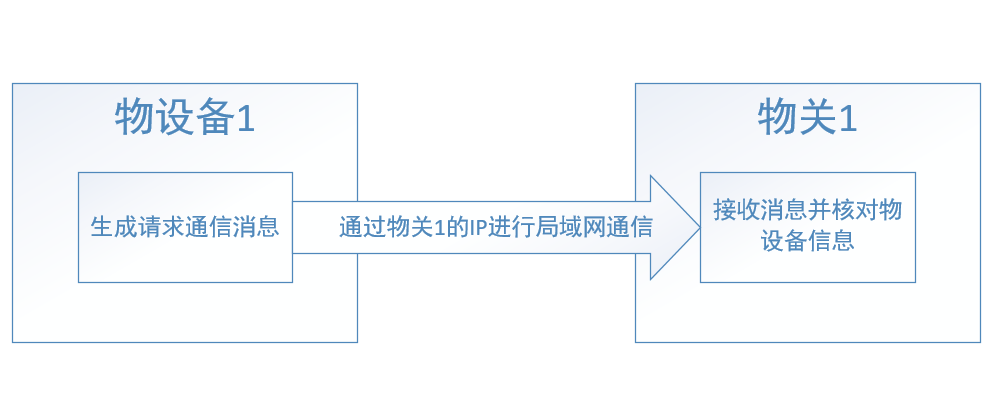 物设备1
物关1
生成请求通信消息
通过物关1的IP进行局域网通信
接收消息并核对物
设备信息